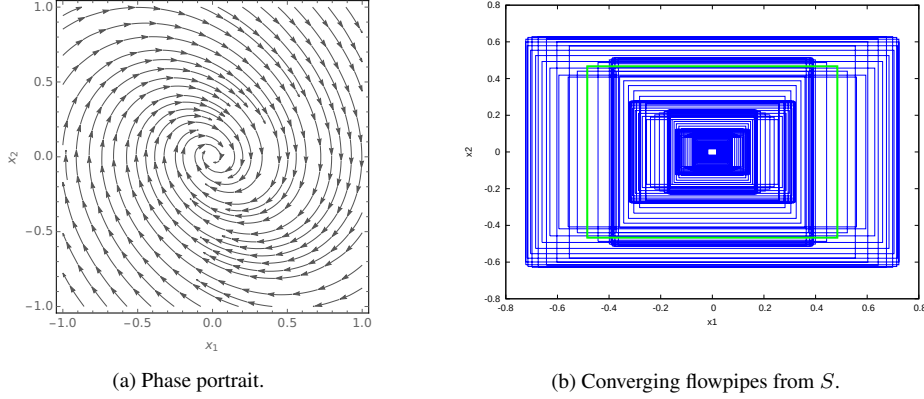 1.0
0.5
0.0
−0.5
−1.0
x2
−1.0 −0.5 0.0 0.5 1.0
x1
0.8
0.6
0.4
0.2
0
-0.2
-0.4
-0.6
-0.8
x2
-0.8 -0.6 -0.4 -0.2 0 0.2 0.4 0.6 0.8
x1
(a) Phase portrait.
(b) Converging flowpipes from S.